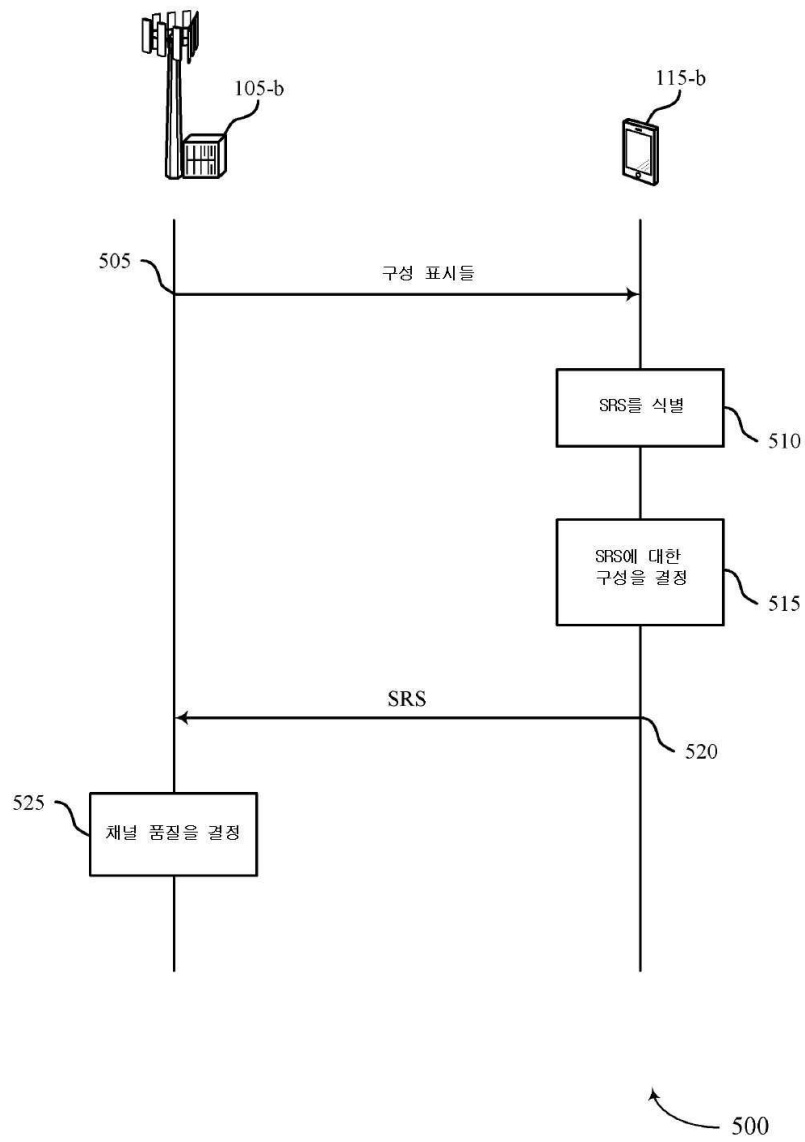 105-b
115-b
505
구성 표시들
SRS를 식별
510
SRS에 대한
구성을 결정
515
SRS
520
525
채널 품질을 결정
500